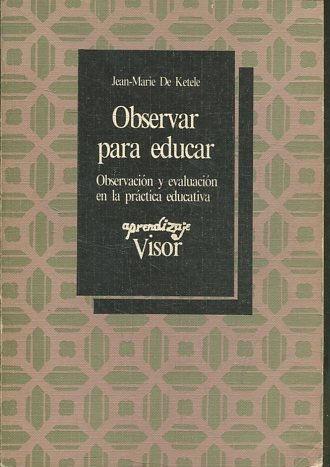 Jean-Marie De Ketele
Observar
para educar
Observación y evaluación
en la práctica educativa
aprendizaje
Visor